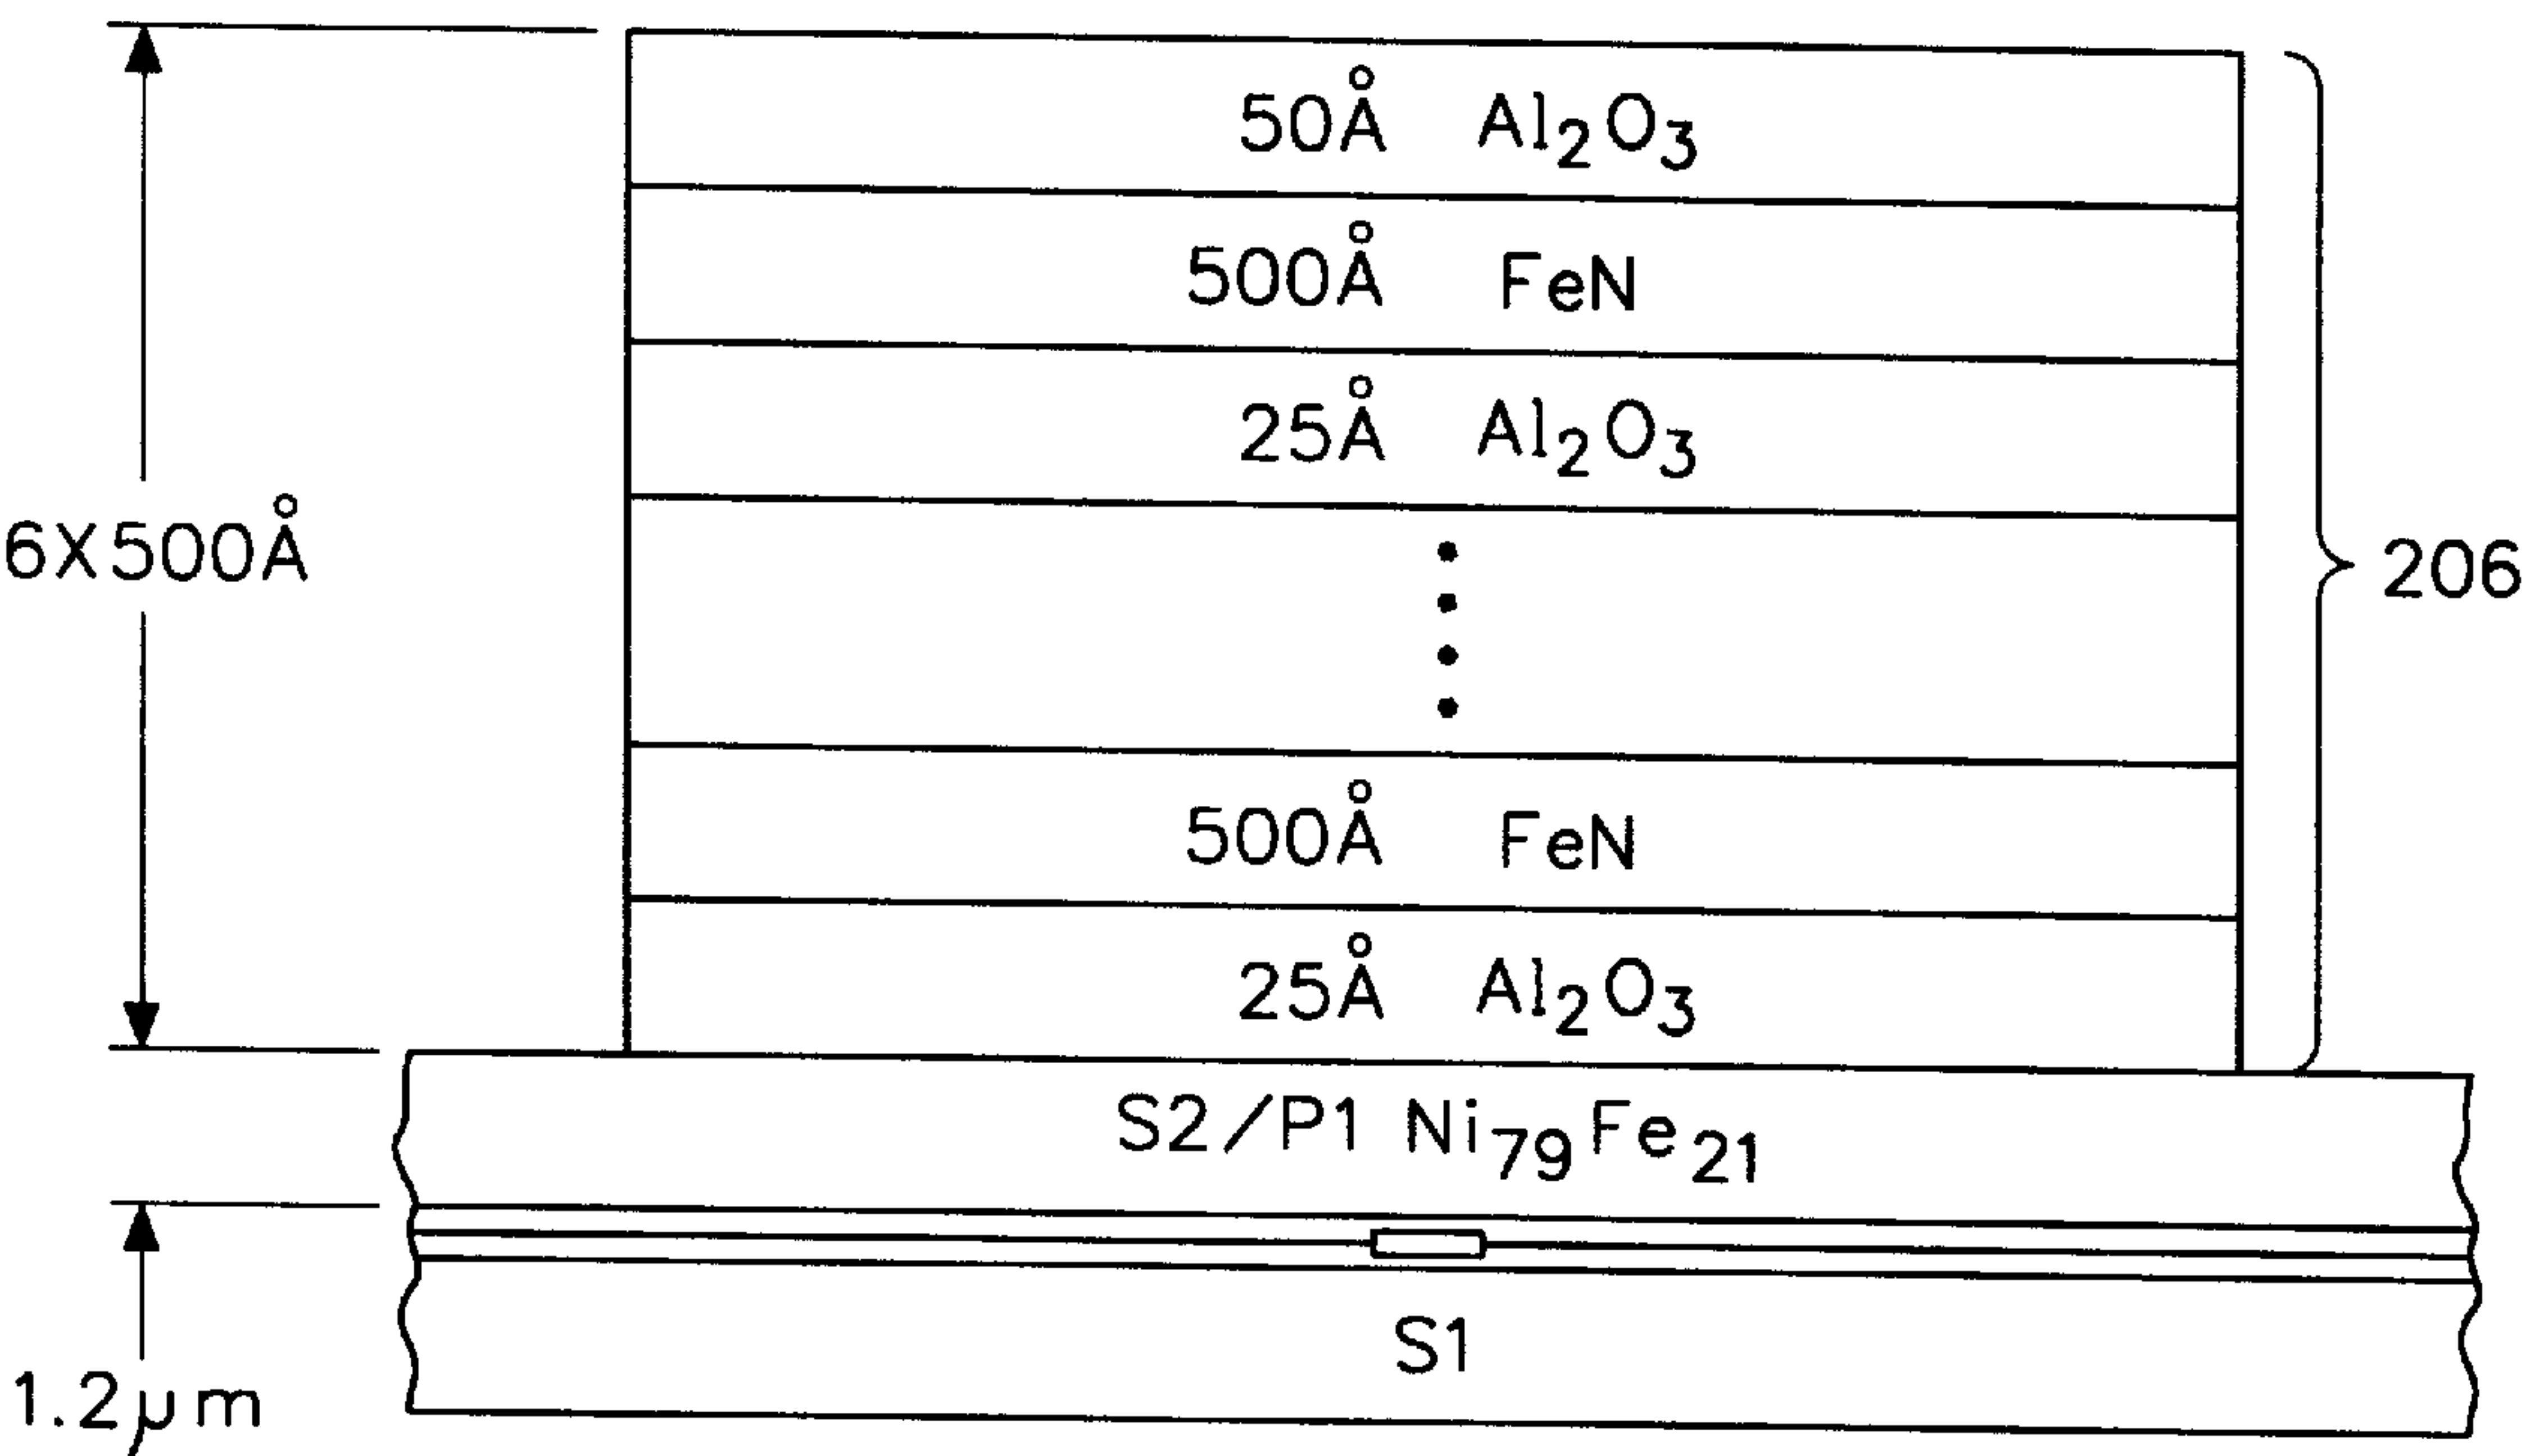 50Å Al₂O₃
500Å FeN
25Å Al₂O₃
6X500Å
206
500Å FeN
25Å Al₂O₃
S2/P1 Ni₇₉Fe₂₁
S1
1.2μm